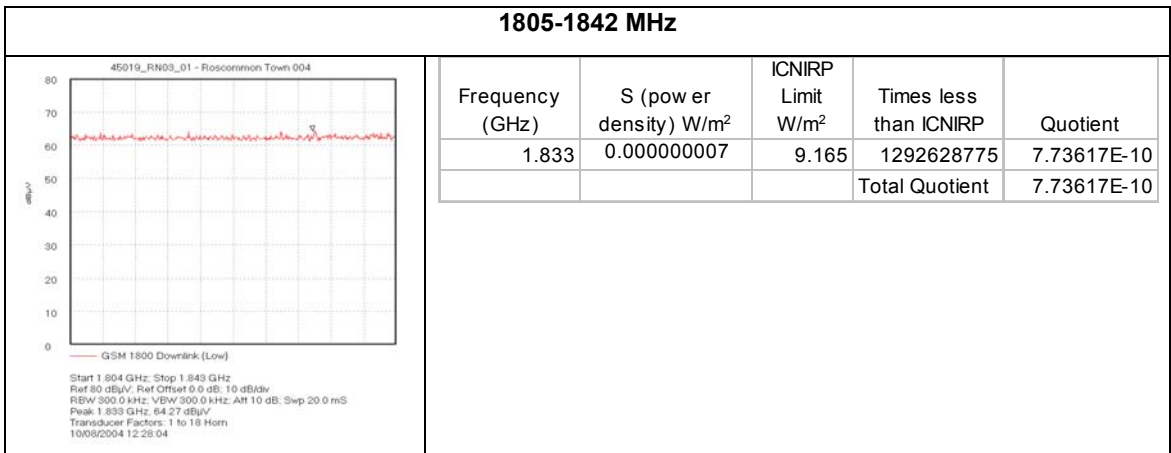 1805-1842 MHz
45019_RN03_01 - Roscommon Town 004
80
70
60
50
40
30
20
10
0
dBµV
GSM 1800 Downlink (Low)
Start 1.804 GHz; Stop 1.843 GHz
Ref 80 dBµV; Ref Offset 0.0 dB; 10 dB/div
RBW 300.0 kHz; VBW 300.0 kHz; Att 10 dB; Swp 20.0 mS
Peak 1.833 GHz, 64.27 dBµV
Transducer Factors: 1 to 18 Horn
10/08/2004 12:28:04
Frequency (GHz) S (pow er density) W/m² ICNIRP Limit W/m² Times less than ICNIRP Quotient
1.833 0.000000007 9.165 1292628775 7.73617E-10
Total Quotient 7.73617E-10